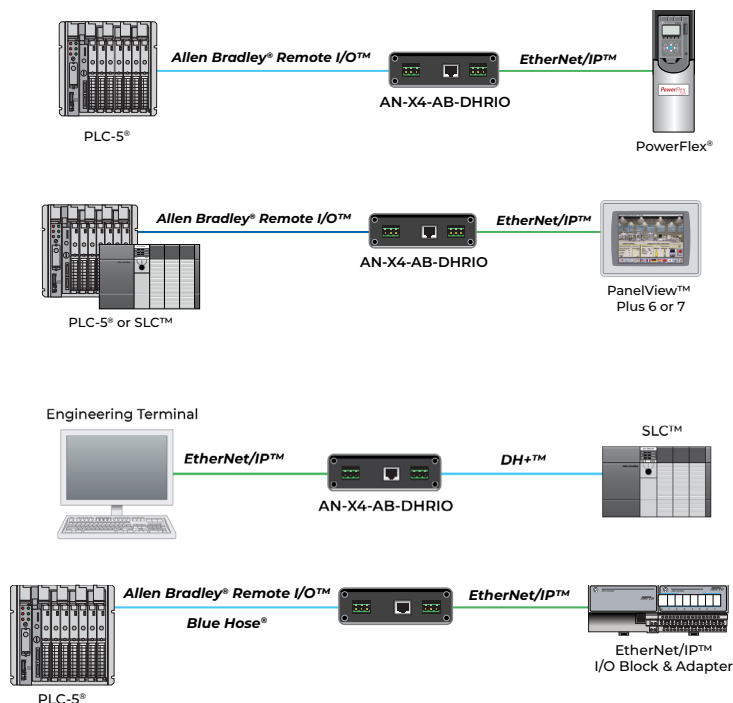 Allen Bradley® Remote I/O™
EtherNet/IP™
AN-X4-AB-DHRIO
PLC-5®
PowerFlex
PowerFlex®
Allen Bradley® Remote I/O™
EtherNet/IP™
AN-X4-AB-DHRIO
PLC-5® or SLC™
PanelView™
Plus 6 or 7
Engineering Terminal
SLC™
EtherNet/IP™
DH+™
AN-X4-AB-DHRIO
Allen Bradley® Remote I/O™
EtherNet/IP™
Blue Hose®
EtherNet/IP™
I/O Block & Adapter
PLC-5®